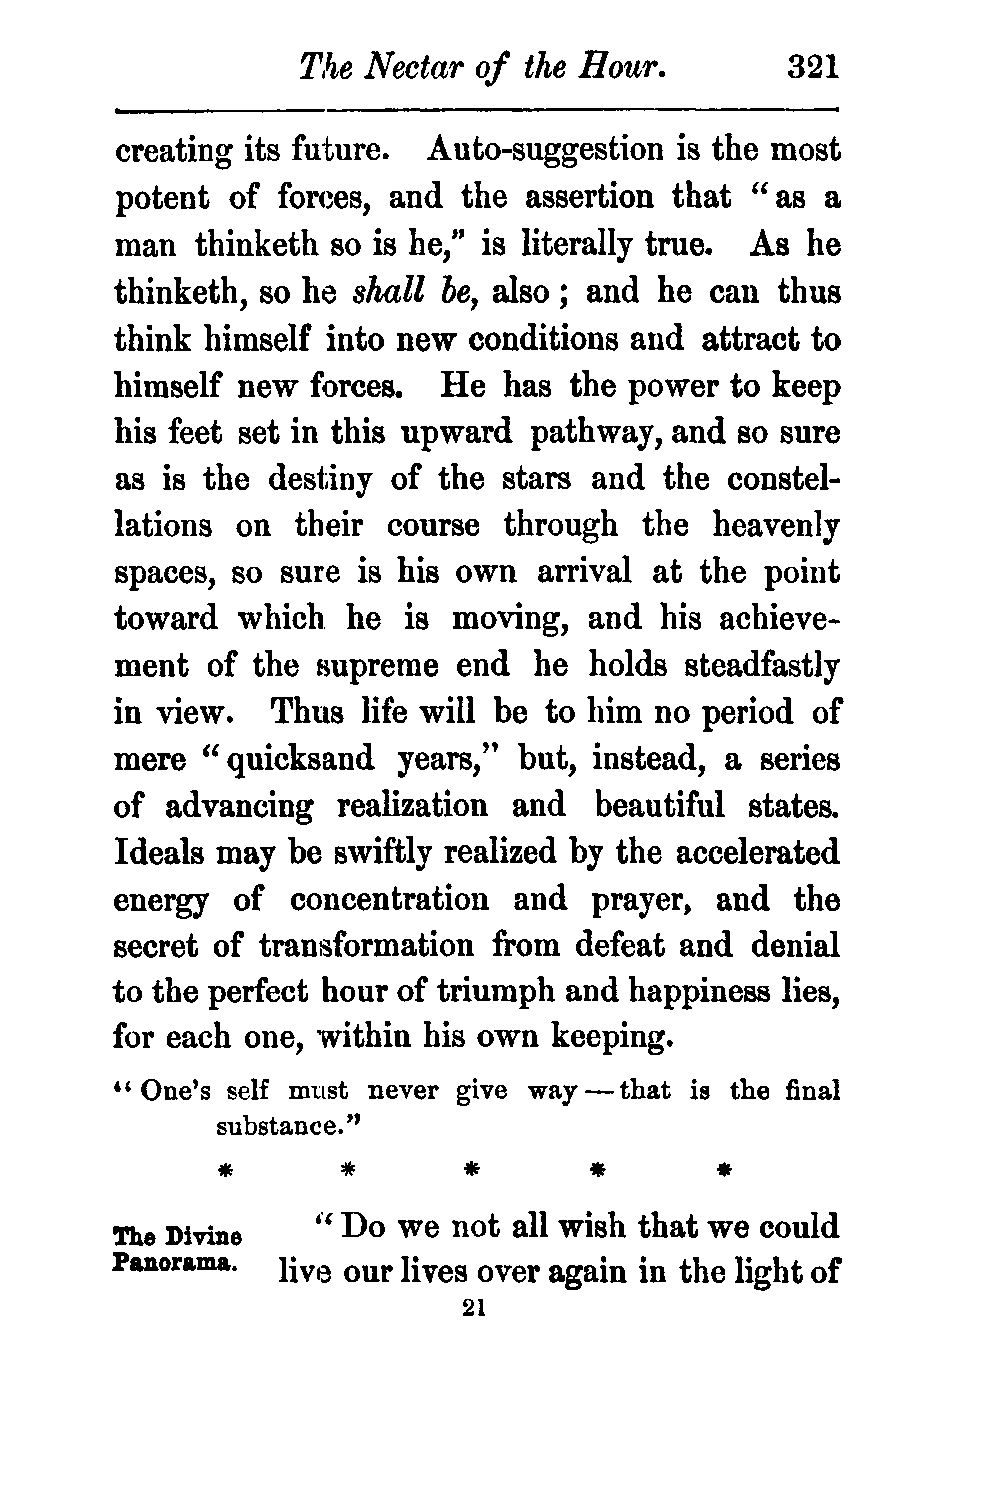 The Nectar of the Hour. 321
creating its future. Auto-suggestion is the most
potent of forces, and the assertion that "as a
man thinketh so is he," is literally true. As he
thinketh, so he shall be, also; and he can thus
think himself into new conditions and attract to
himself new forces. He has the power to keep
his feet set in this upward pathway, and so sure
as is the destiny of the stars and the constel-
lations on their course through the heavenly
spaces, so sure is his own arrival at the point
toward which he is moving, and his achieve-
ment of the supreme end he holds steadfastly
in view. Thus life will be to him no period of
mere "quicksand years," but, instead, a series
of advancing realization and beautiful states.
Ideals may be swiftly realized by the accelerated
energy of concentration and prayer, and the
secret of transformation from defeat and denial
to the perfect hour of triumph and happiness lies,
for each one, within his own keeping.
"One's self must never give way — that is the final
substance."
* * * * *
The Divine
Panorama.
"Do we not all wish that we could
live our lives over again in the light of
21